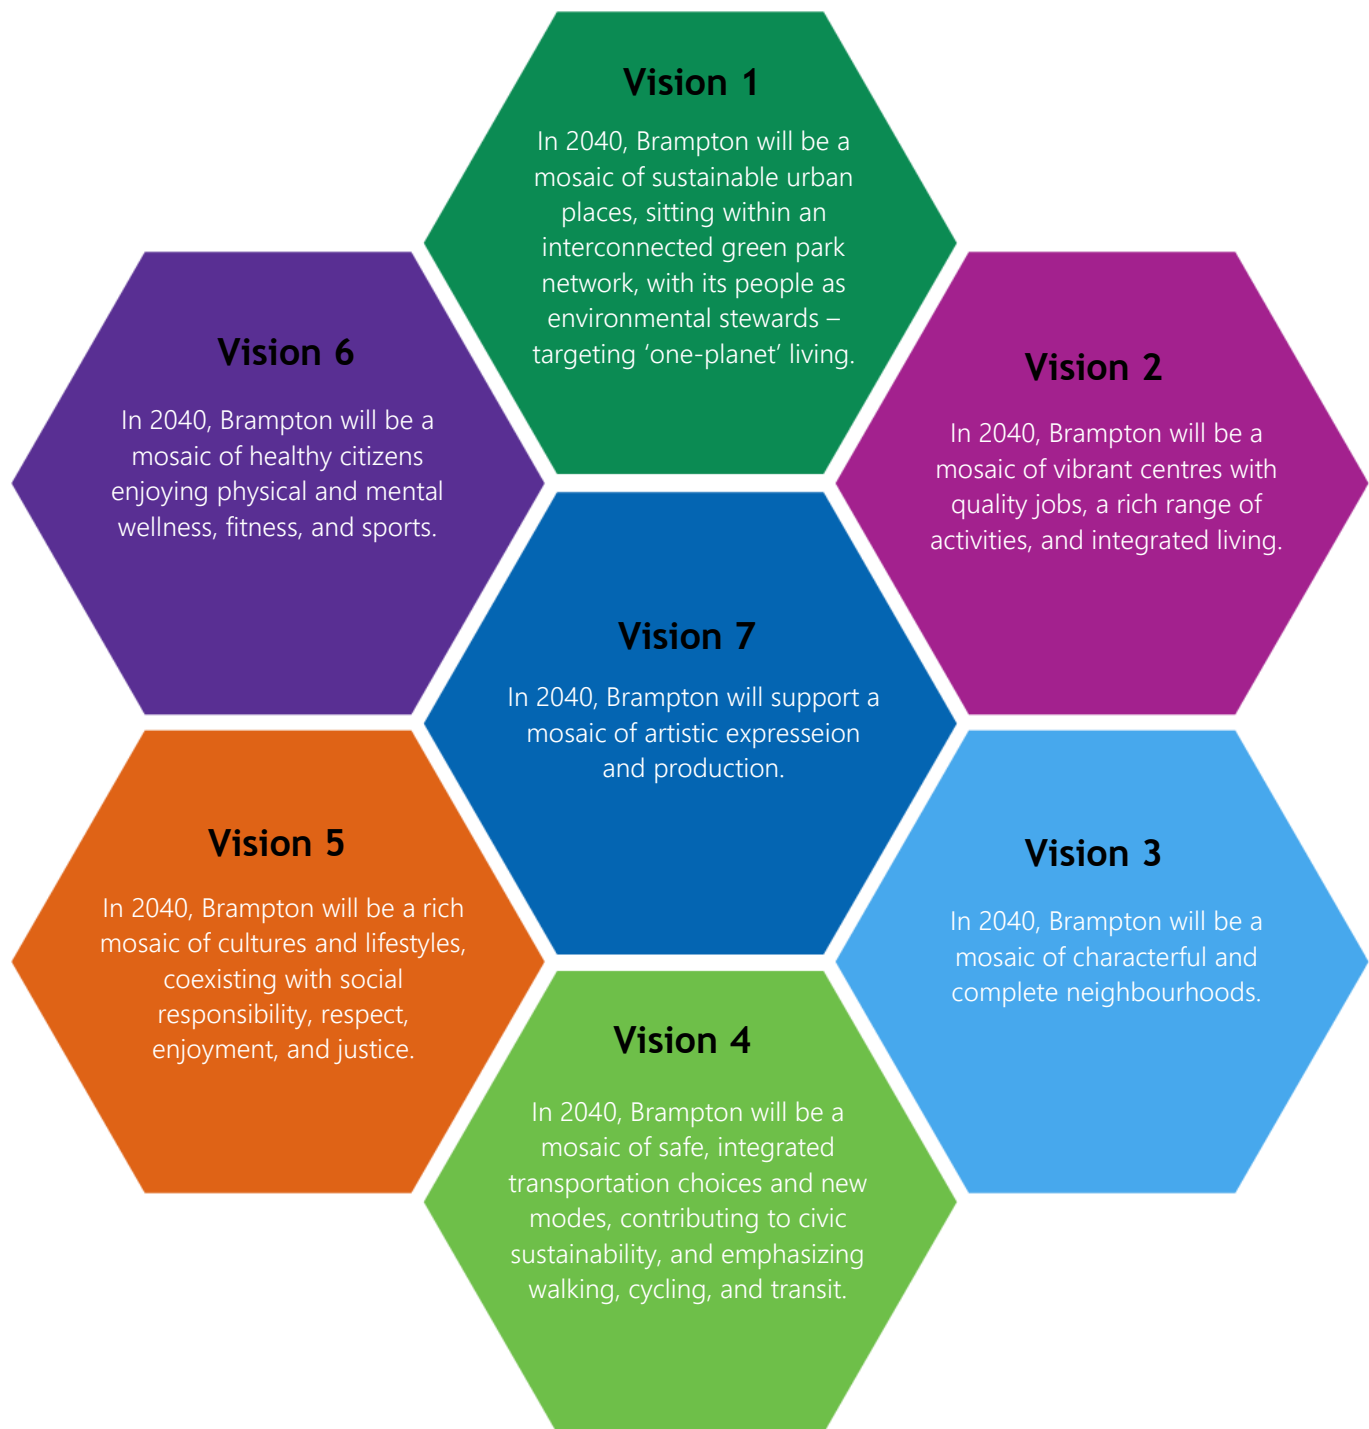 Vision 1
In 2040, Brampton will be a
mosaic of sustainable urban
places, sitting within an
interconnected green park
network, with its people as
environmental stewards –
targeting ‘one-planet’ living.
Vision 2
In 2040, Brampton will be a
mosaic of vibrant centres with
quality jobs, a rich range of
activities, and integrated living.
Vision 3
In 2040, Brampton will be a
mosaic of characterful and
complete neighbourhoods.
Vision 4
In 2040, Brampton will be a
mosaic of safe, integrated
transportation choices and new
modes, contributing to civic
sustainability, and emphasizing
walking, cycling, and transit.
Vision 5
In 2040, Brampton will be a rich
mosaic of cultures and lifestyles,
coexisting with social
responsibility, respect,
enjoyment, and justice.
Vision 6
In 2040, Brampton will be a
mosaic of healthy citizens
enjoying physical and mental
wellness, fitness, and sports.
Vision 7
In 2040, Brampton will support a
mosaic of artistic expresseion
and production.